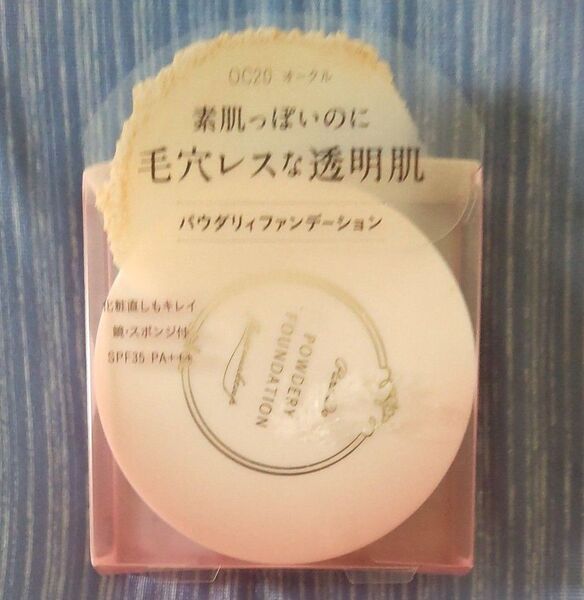 OC20 オークル
素肌っぽいのに
毛穴レスな透明肌
パウダリィファンデーション
化粧直しもキレイ
鏡・スポンジ付
SPF35 PA+++
POWDERY
FOUNDATION